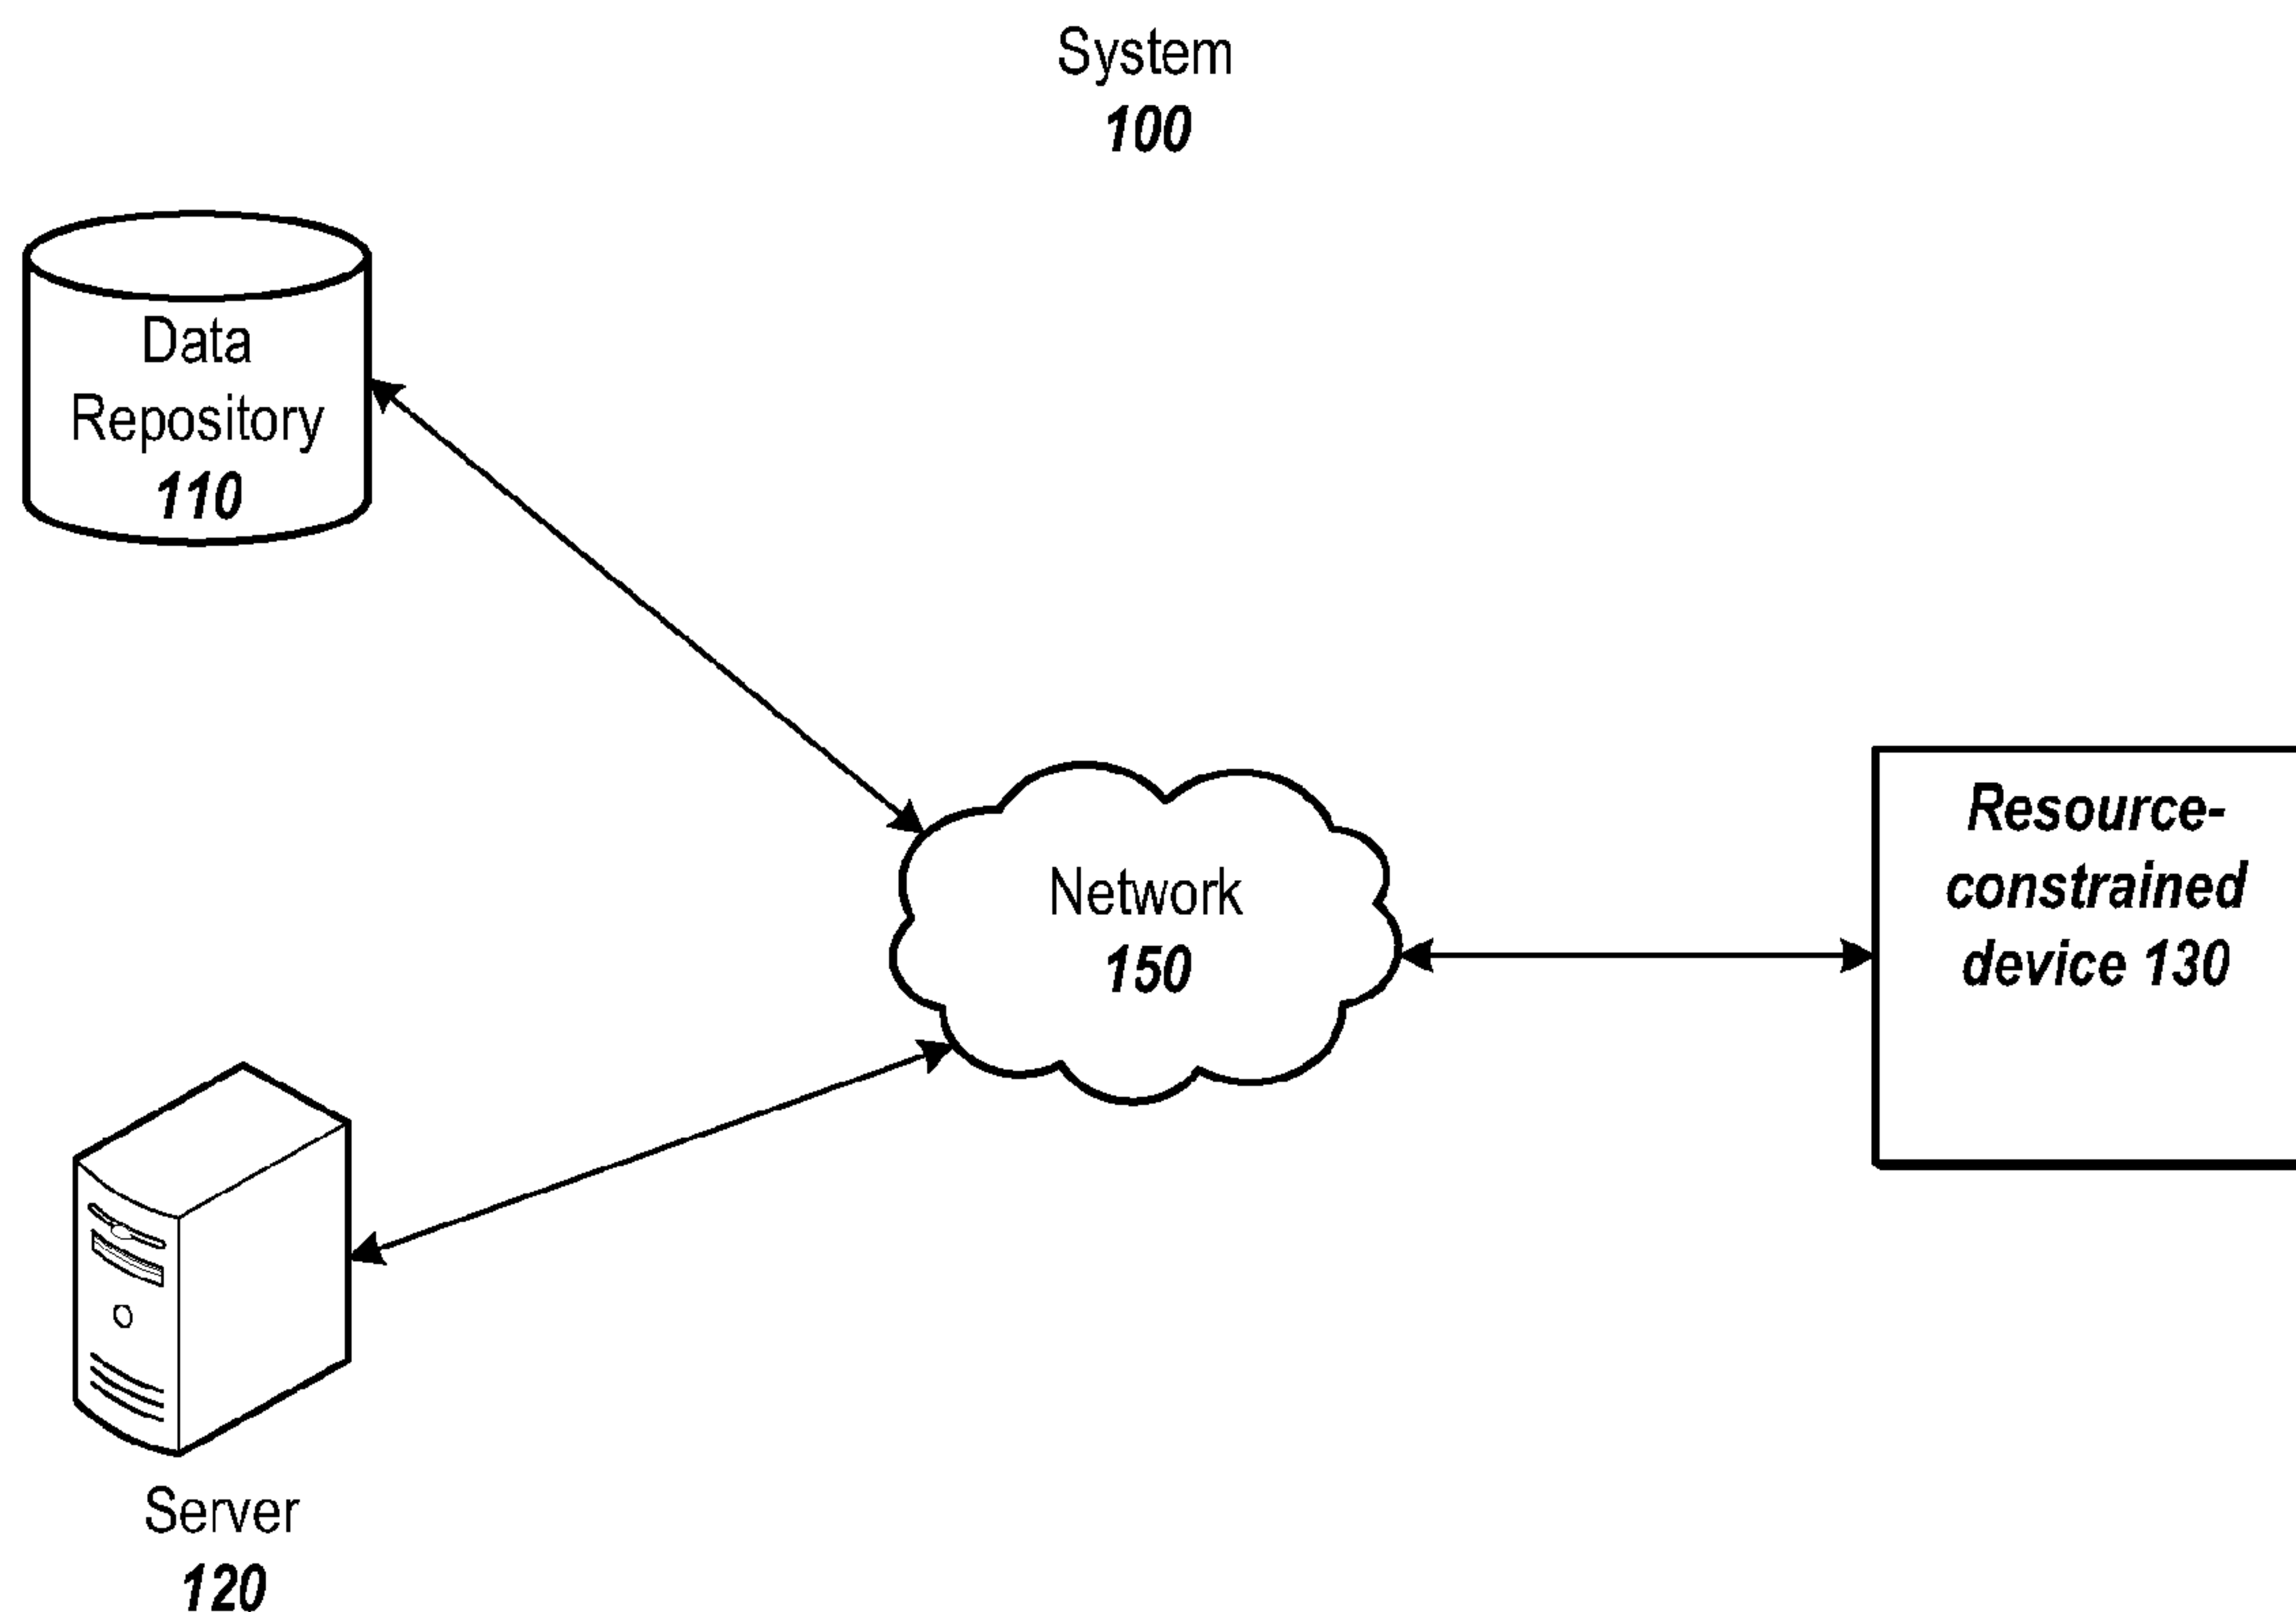 System
100
Data
Repository
110
Network
150
Resource-
constrained
device 130
Server
120